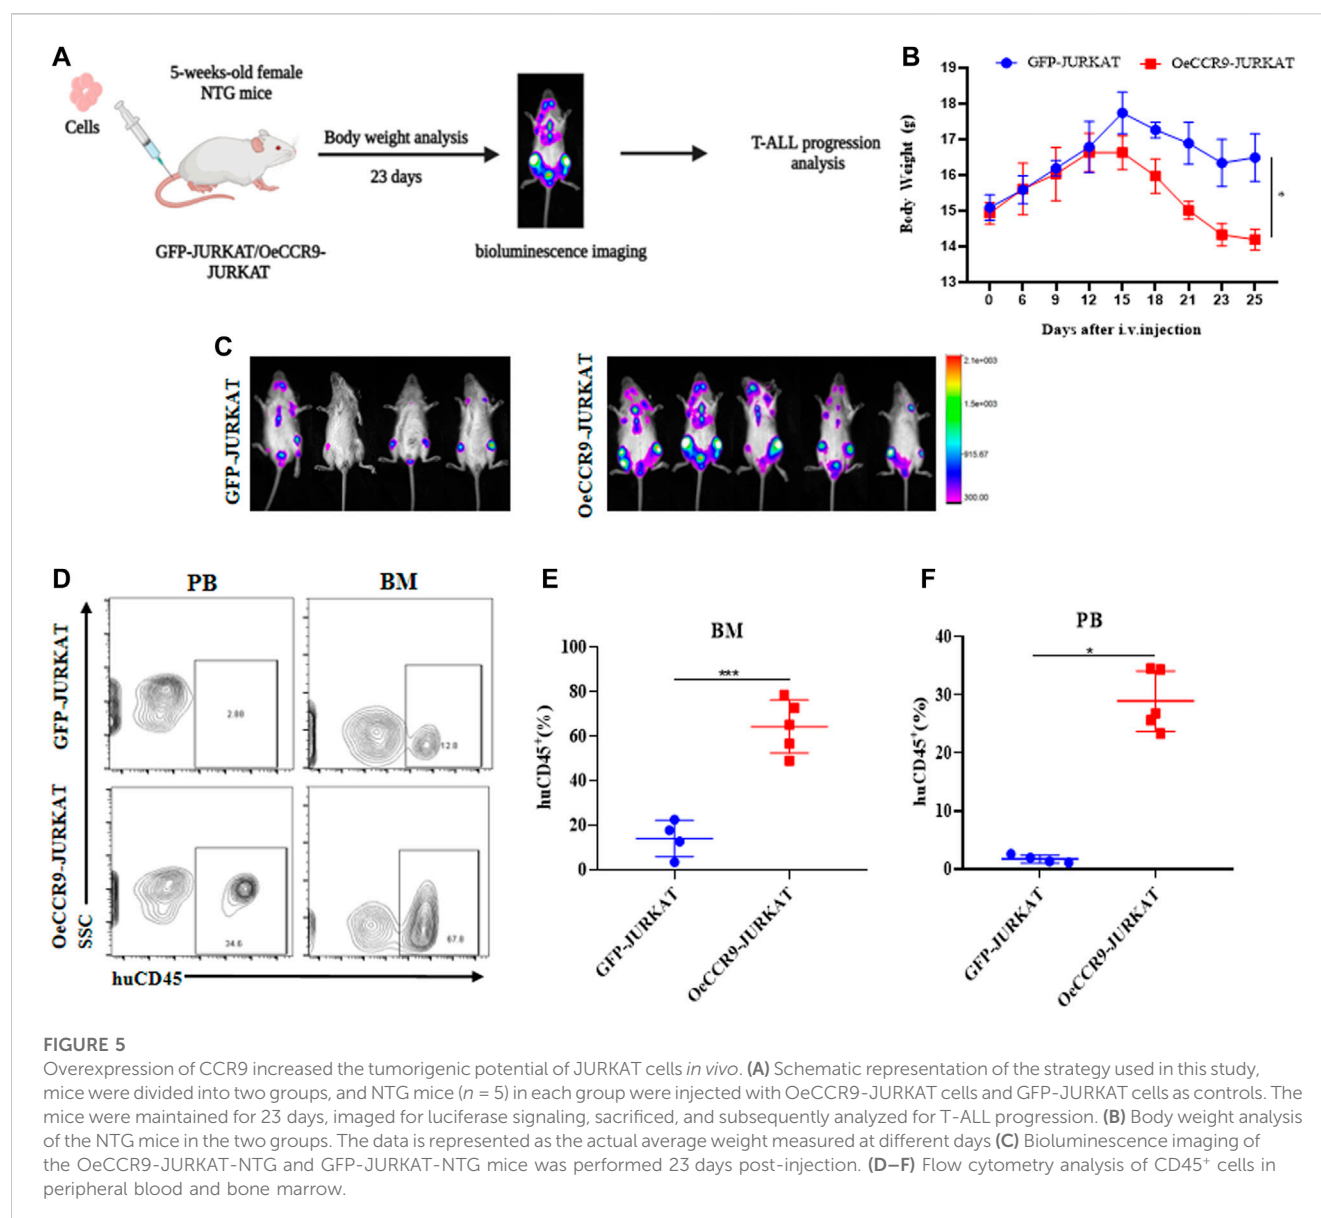 A
5-weeks-old female
NTG mice
Cells
Body weight analysis
23 days
T-ALL progression
analysis
GFP-JURKAT/OeCCR9-
JURKAT
bioluminescence imaging
B
GFP-JURKAT
OeCCR9-JURKAT
Body Weight (g)
19
18
17
16
15
14
13
0 6 9 12 15 18 21 23 25
Days after i.v.injection
*
C
GFP-JURKAT
OeCCR9-JURKAT
2.1e+003
1.5e+003
915.67
300.00
D
PB BM
GFP-JURKAT
2.00
12.0
OeCCR9-JURKAT
34.6
67.0
SSC
huCD45
E
BM
huCD45+(%)
100
80
60
40
20
0
***
GFP-JURKAT
OeCCR9-JURKAT
F
PB
huCD45+(%)
40
30
20
10
0
*
GFP-JURKAT
OeCCR9-JURKAT
FIGURE 5
Overexpression of CCR9 increased the tumorigenic potential of JURKAT cells in vivo. (A) Schematic representation of the strategy used in this study,
mice were divided into two groups, and NTG mice (n = 5) in each group were injected with OeCCR9-JURKAT cells and GFP-JURKAT cells as controls. The
mice were maintained for 23 days, imaged for luciferase signaling, sacrificed, and subsequently analyzed for T-ALL progression. (B) Body weight analysis
of the NTG mice in the two groups. The data is represented as the actual average weight measured at different days (C) Bioluminescence imaging of
the OeCCR9-JURKAT-NTG and GFP-JURKAT-NTG mice was performed 23 days post-injection. (D–F) Flow cytometry analysis of CD45+ cells in
peripheral blood and bone marrow.